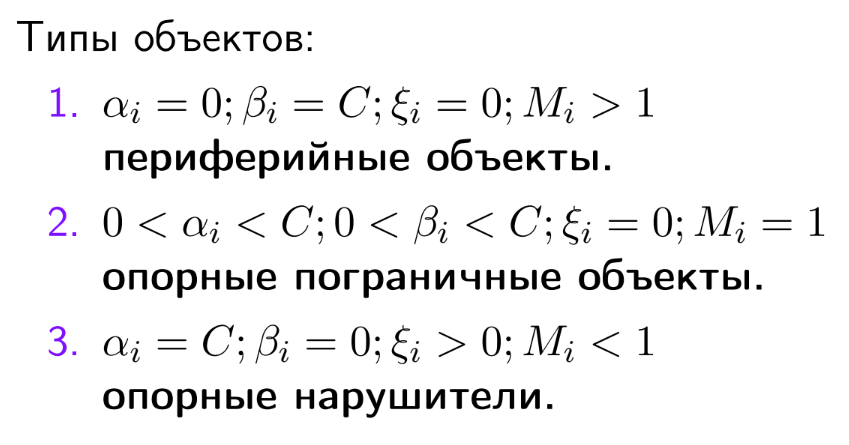 Типы объектов:
1. αᵢ = 0; βᵢ = C; ξᵢ = 0; Mᵢ > 1
периферийные объекты.
2. 0 < αᵢ < C; 0 < βᵢ < C; ξᵢ = 0; Mᵢ = 1
опорные пограничные объекты.
3. αᵢ = C; βᵢ = 0; ξᵢ > 0; Mᵢ < 1
опорные нарушители.